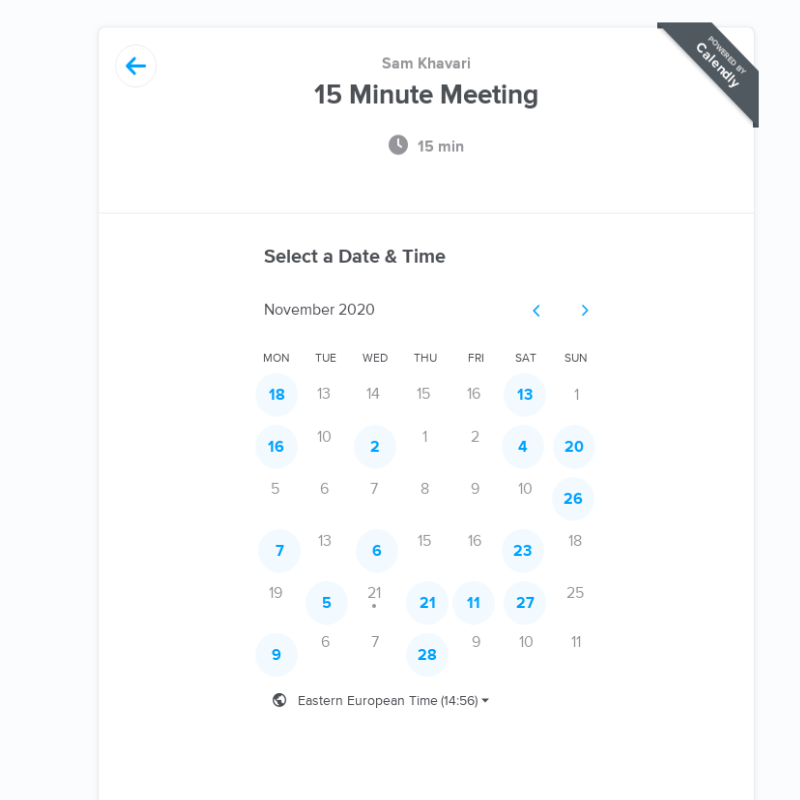 POWERED BY
Calendly
Sam Khavari
15 Minute Meeting
15 min
Select a Date & Time
November 2020
MON TUE WED THU FRI SAT SUN
18 13 14 15 16 13 1
16 10 2 1 2 4 20
5 6 7 8 9 10 26
7 13 6 15 16 23 18
19 5 21 21 11 27 25
9 6 7 28 9 10 11
Eastern European Time (14:56)